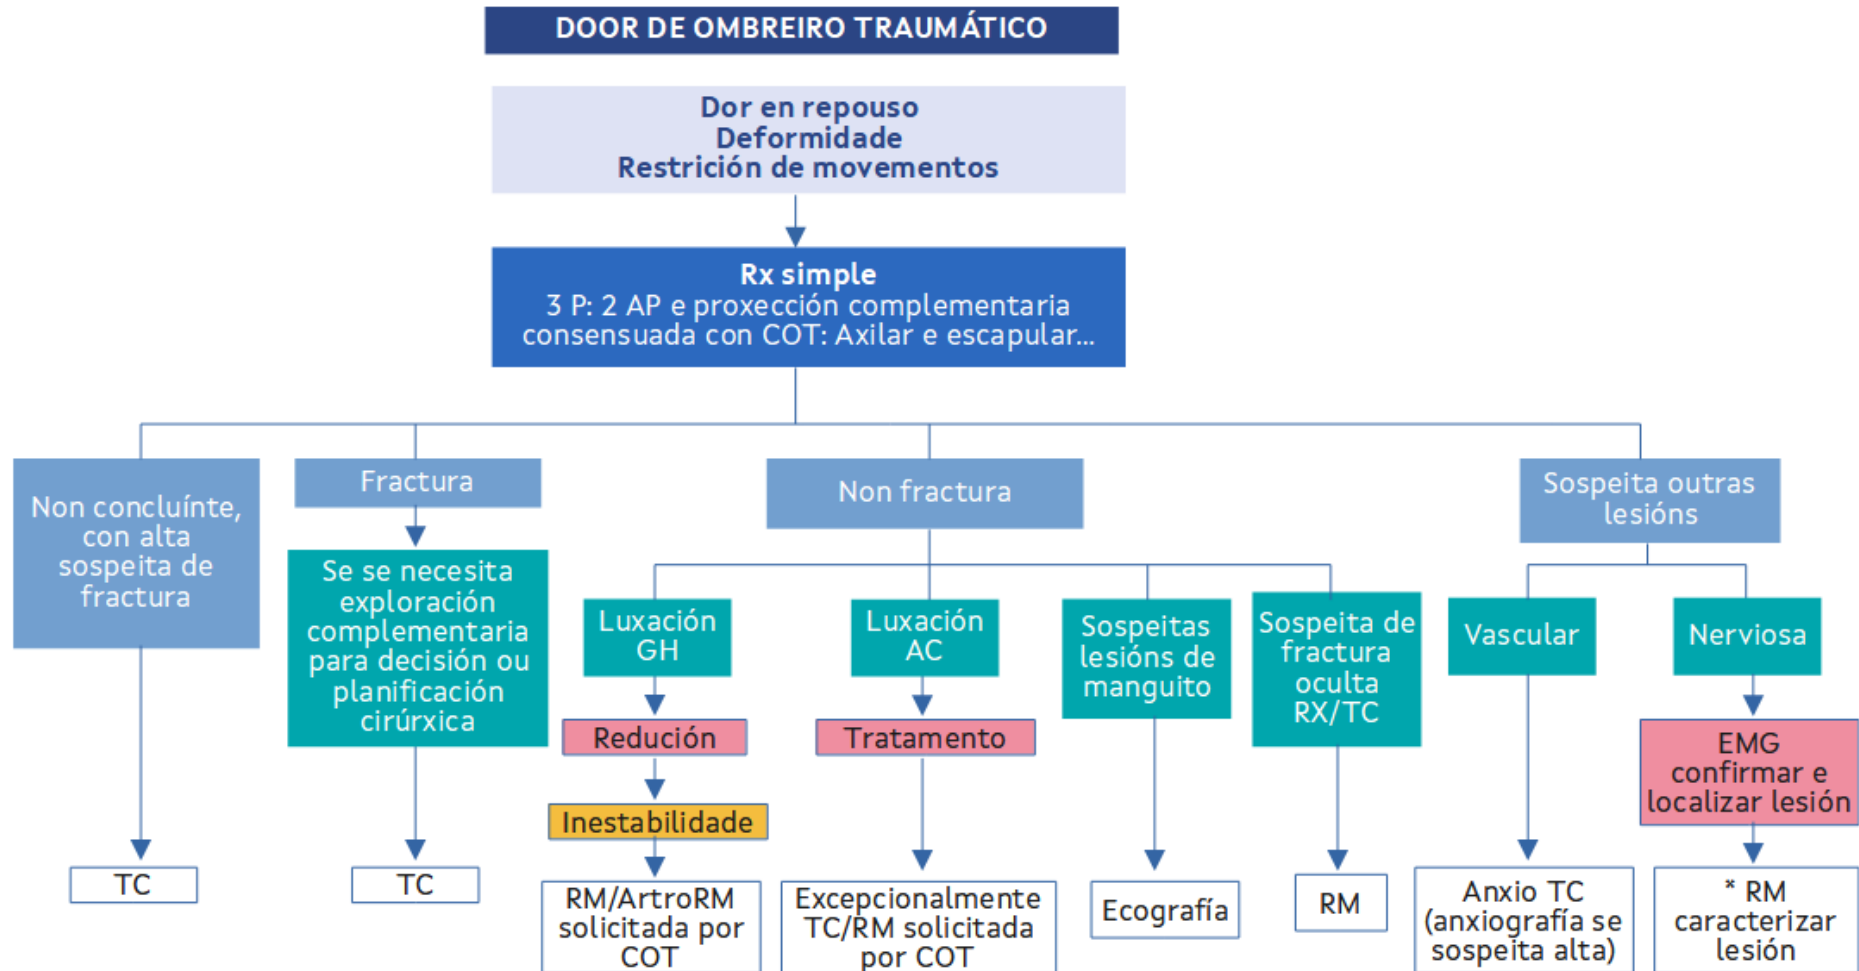 DOOR DE OMBREIRO TRAUMÁTICO
Dor en repouso
Deformidade
Restrición de movementos
Rx simple
3 P: 2 AP e proxección complementaria
consensuada con COT: Axilar e escapular...
Non concluínte,
con alta
sospeita de
fractura
TC
Fractura
Se se necesita
exploración
complementaria
para decisión ou
planificación
cirúrxica
TC
Non fractura
Luxación
GH
Redución
Inestabilidade
RM/ArtroRM
solicitada por
COT
Luxación
AC
Tratamento
Excepcionalmente
TC/RM solicitada
por COT
Sospeitas
lesións de
manguito
Ecografía
Sospeita de
fractura
oculta
RX/TC
RM
Sospeita outras
lesións
Vascular
Anxio TC
(anxiografía se
sospeita alta)
Nerviosa
EMG
confirmar e
localizar lesión
* RM
caracterizar
lesión